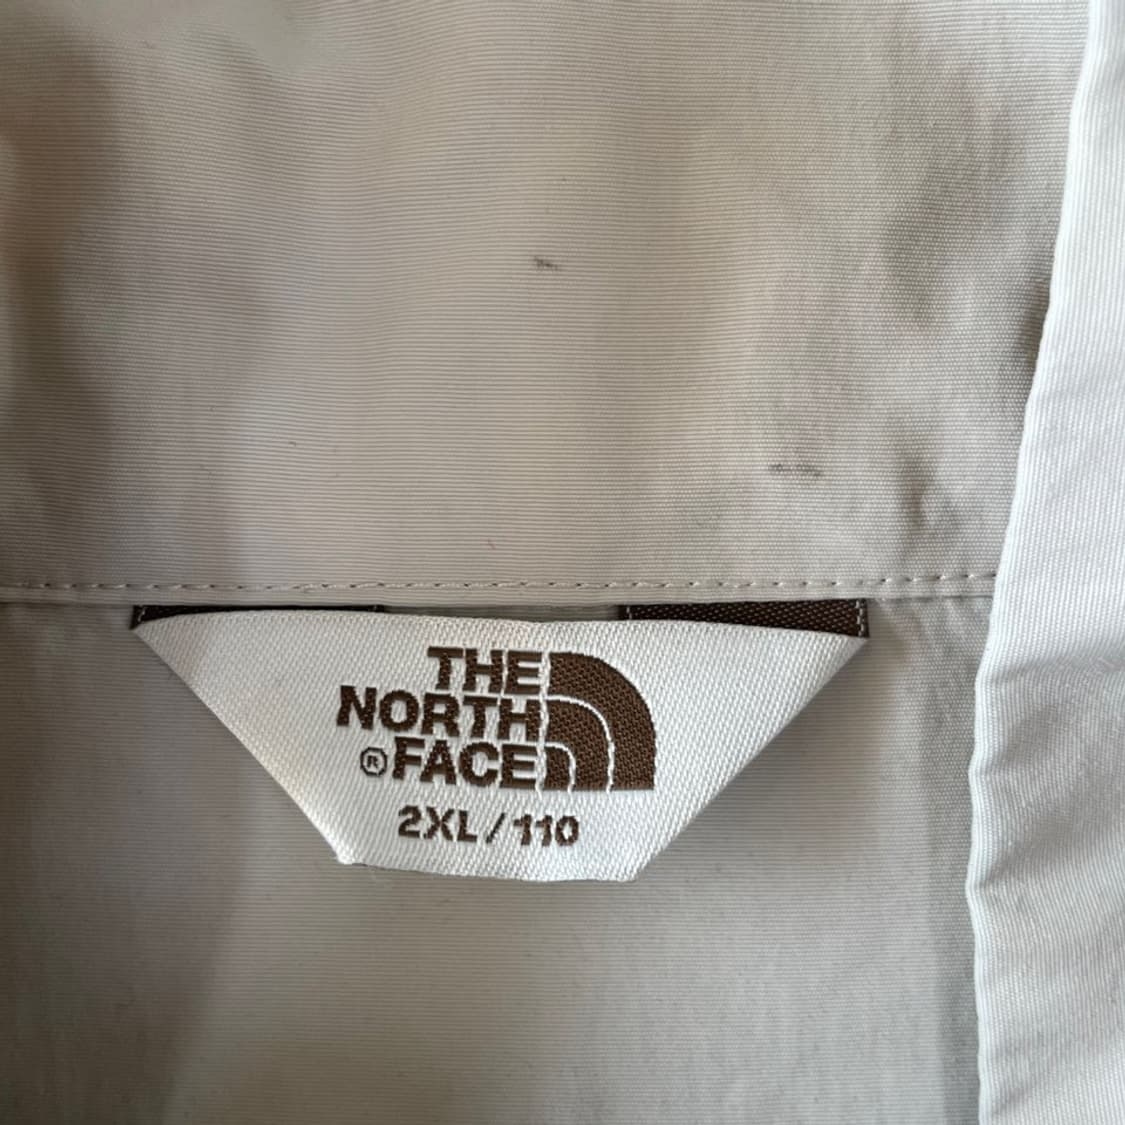 THE
NORTH
® FACE
2XL/110